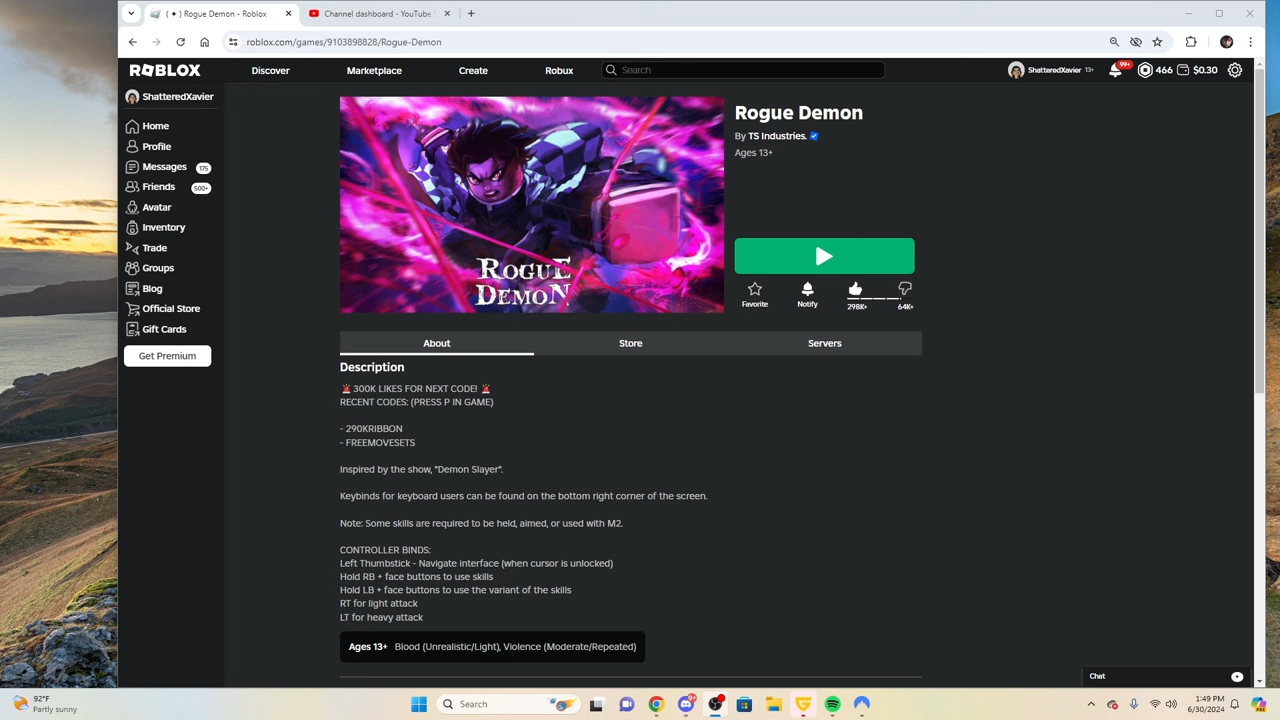 ( ✦ ) Rogue Demon - Roblox
Channel dashboard - YouTube
roblox.com/games/9103898828/Rogue-Demon
ROBLOX
Discover
Marketplace
Create
Robux
Search
ShatteredXavier 13+
99+
466
$0.30
ShatteredXavier
Home
Profile
Messages 175
Friends 500+
Avatar
Inventory
Trade
Groups
Blog
Official Store
Gift Cards
Get Premium
ROGUE
DEMON
Rogue Demon
By TS Industries.
Ages 13+
Favorite
Notify
298K+
64K+
About
Store
Servers
Description
🚨 300K LIKES FOR NEXT CODE! 🚨
RECENT CODES: (PRESS P IN GAME)
- 290KRIBBON
- FREEMOVESETS
Inspired by the show, "Demon Slayer".
Keybinds for keyboard users can be found on the bottom right corner of the screen.
Note: Some skills are required to be held, aimed, or used with M2.
CONTROLLER BINDS:
Left Thumbstick - Navigate interface (when cursor is unlocked)
Hold RB + face buttons to use skills
Hold LB + face buttons to use the variant of the skills
RT for light attack
LT for heavy attack
Ages 13+ Blood (Unrealistic/Light), Violence (Moderate/Repeated)
Chat
92°F
Partly sunny
Search
1:49 PM
6/30/2024